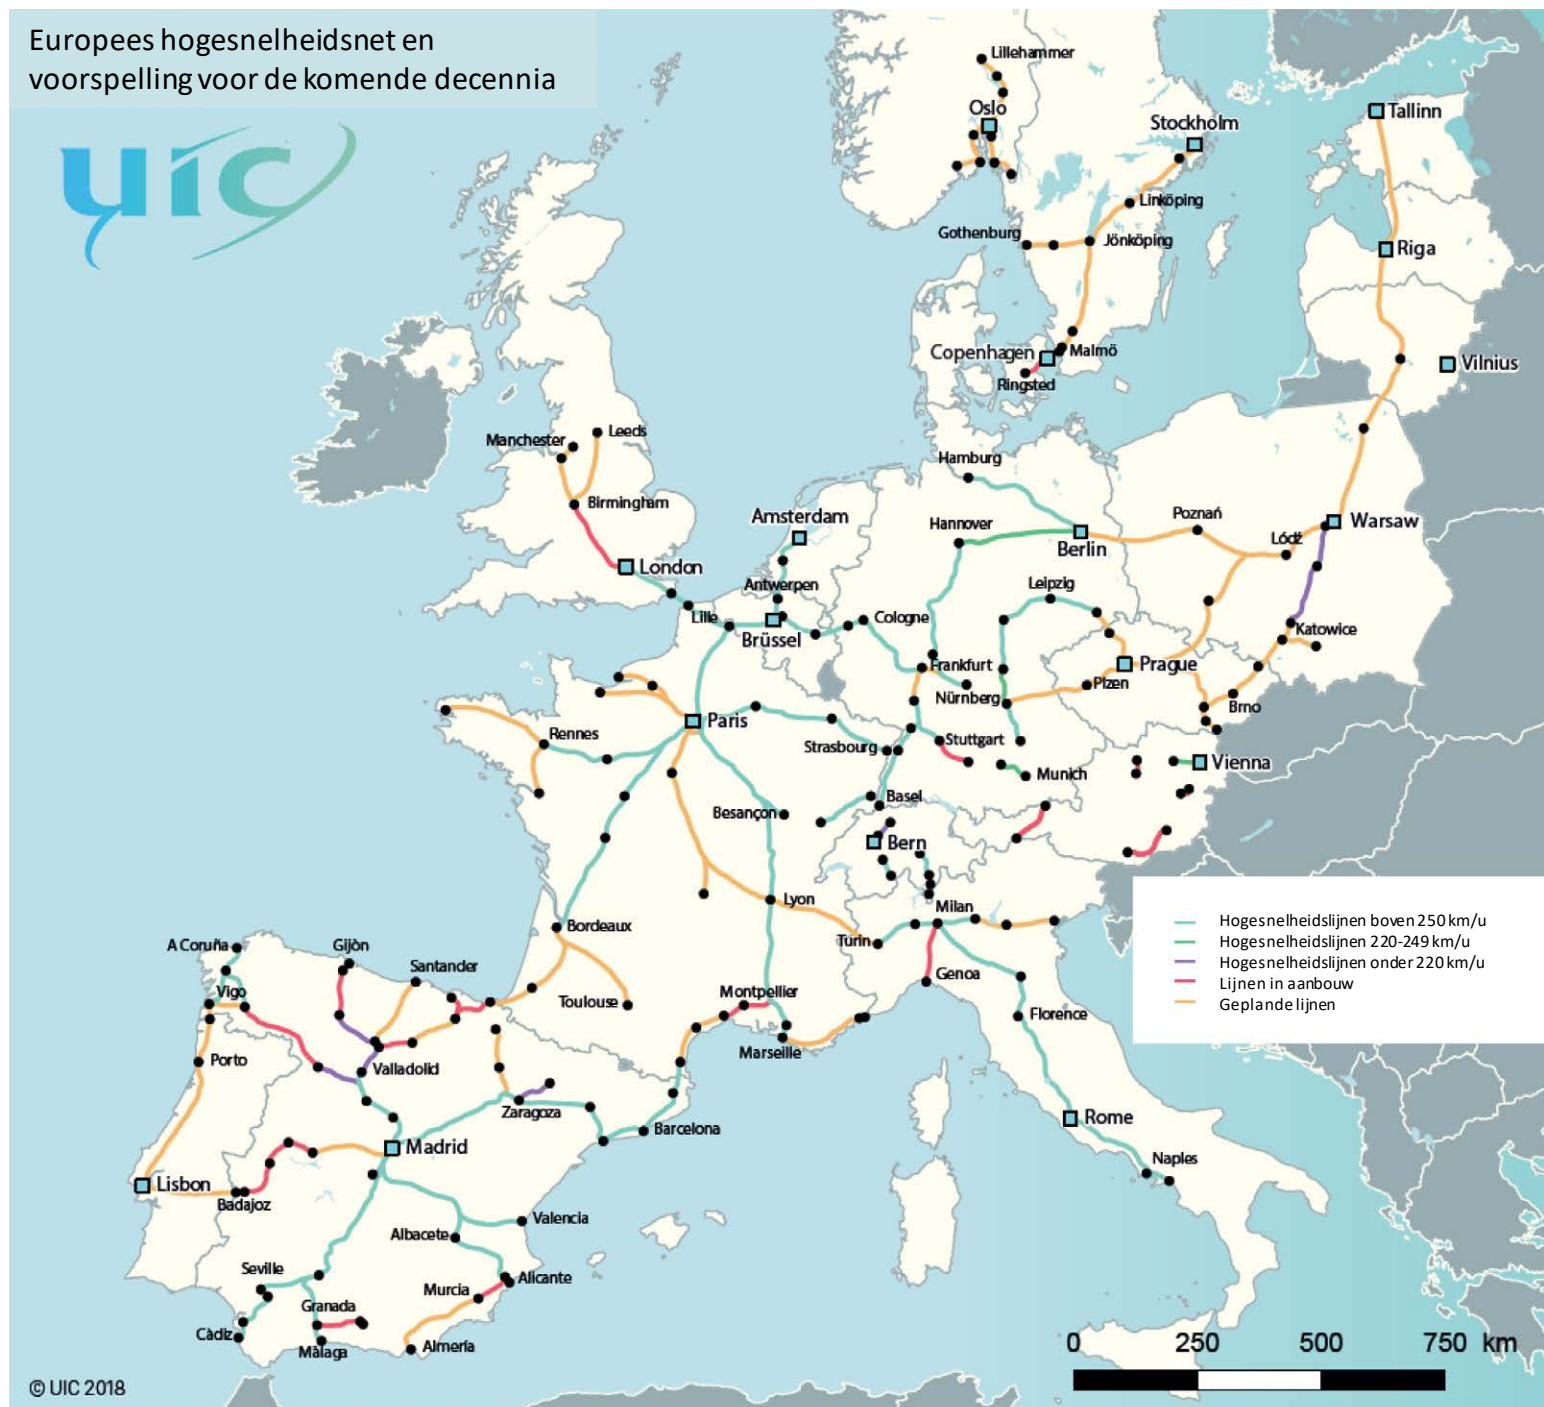 Europees hogesnelheidsnet en
voorspelling voor de komende decennia
uic
Lillehammer
Oslo
Stockholm
Tallinn
Linköping
Gothenburg
Jönköping
Riga
Copenhagen
Malmö
Ringsted
Vilnius
Manchester
Leeds
Hamburg
Birmingham
Amsterdam
Hannover
Poznań
Warsaw
Berlin
Łódź
London
Antwerpen
Leipzig
Lille
Cologne
Brüssel
Katowice
Frankfurt
Prague
Plzen
Nürnberg
Brno
Paris
Rennes
Strasbourg
Stuttgart
Vienna
Munich
Basel
Besançon
Bern
Lyon
Milan
Bordeaux
Turin
A Coruña
Gijòn
Santander
Genoa
Vigo
Toulouse
Montpellier
Florence
Marseille
Porto
Valladolid
Zaragoza
Barcelona
Rome
Madrid
Naples
Lisbon
Badajoz
Valencia
Albacete
Seville
Alicante
Murcia
Granada
Càdiz
Màlaga
Almería
Hogesnelheidslijnen boven 250 km/u
Hogesnelheidslijnen 220-249 km/u
Hogesnelheidslijnen onder 220 km/u
Lijnen in aanbouw
Geplande lijnen
0 250 500 750 km
© UIC 2018